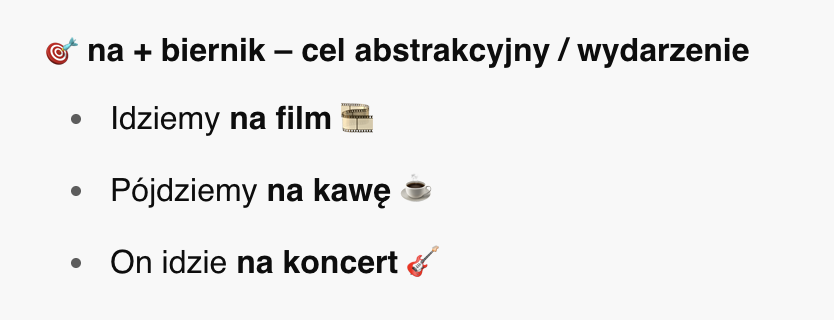 🎯 na + biernik – cel abstrakcyjny / wydarzenie
• Idziemy na film 🎞️
• Pójdziemy na kawę ☕
• On idzie na koncert 🎸